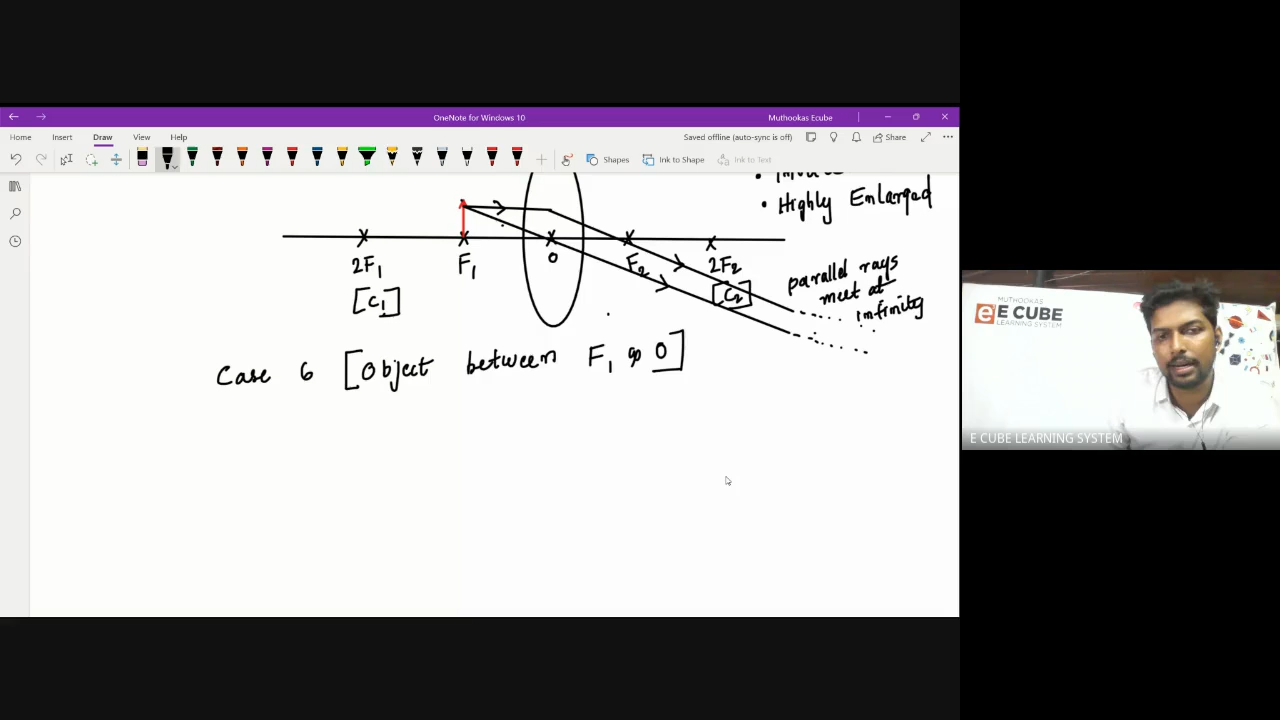 OneNote for Windows 10
Muthookas Ecube
Home Insert Draw View Help
Saved offline (auto-sync is off)
Share
Shapes
Ink to Shape
Ink to Text
• Highly Enlarged
2F1
F1
O
F2
2F2
[C1]
[C2]
parallel rays
meet at
infinity
Case 6 [Object between F1 & O]
MUTHOOKAS
E CUBE
LEARNING SYSTEM
E CUBE LEARNING SYSTEM